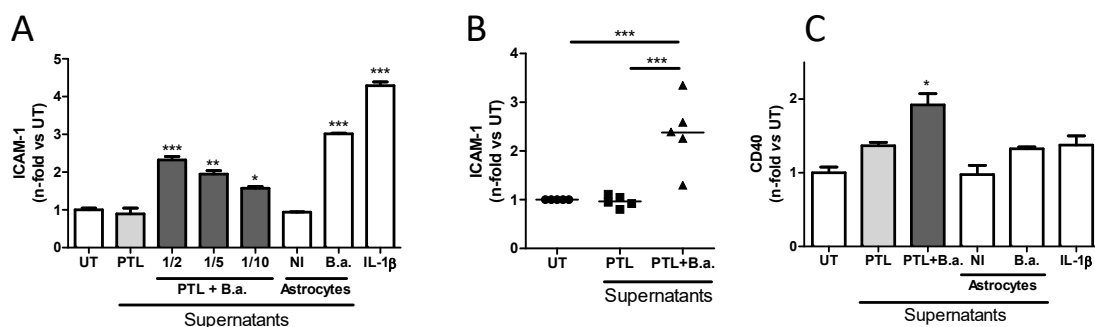 A
ICAM-1
(n-fold vs UT)
5
4
3
2
1
0
***
**
*
***
***
UT PTL 1/2 1/5 1/10 NI B.a. IL-1β
PTL + B.a. Astrocytes
Supernatants
B
ICAM-1
(n-fold vs UT)
4
3
2
1
0
***
***
UT PTL PTL+B.a.
Supernatants
C
CD40
(n-fold vs UT)
2
1
0
*
UT PTL PTL+B.a. NI B.a. IL-1β
Astrocytes
Supernatants